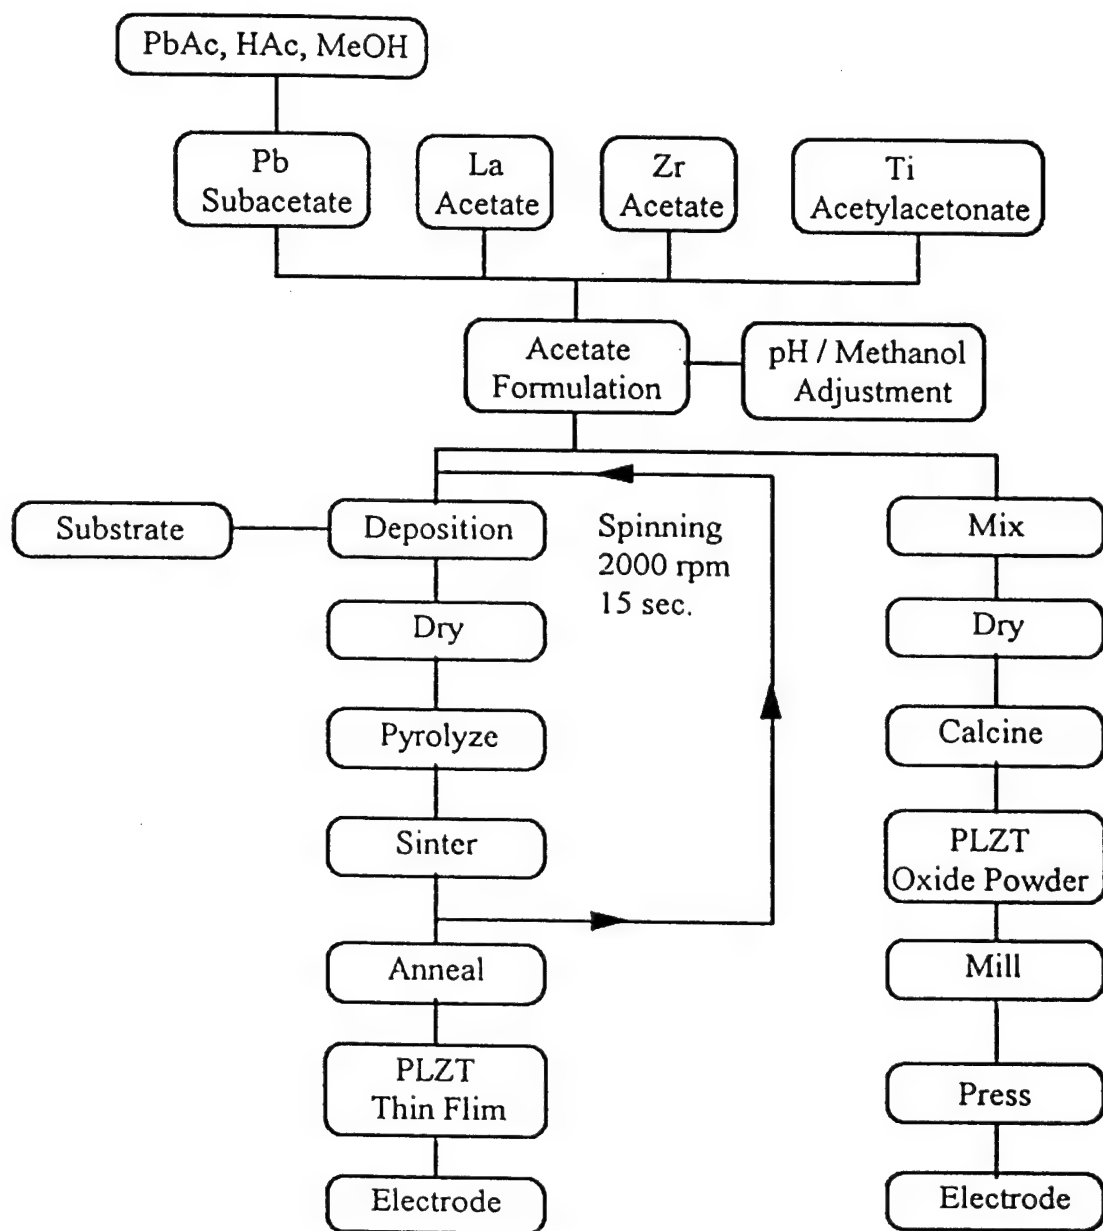 PbAc, HAc, MeOH
Pb
Subacetate
La
Acetate
Zr
Acetate
Ti
Acetylacetonate
Acetate
Formulation
pH / Methanol
Adjustment
Substrate
Deposition
Spinning
2000 rpm
15 sec.
Dry
Pyrolyze
Sinter
Anneal
PLZT
Thin Flim
Electrode
Mix
Dry
Calcine
PLZT
Oxide Powder
Mill
Press
Electrode